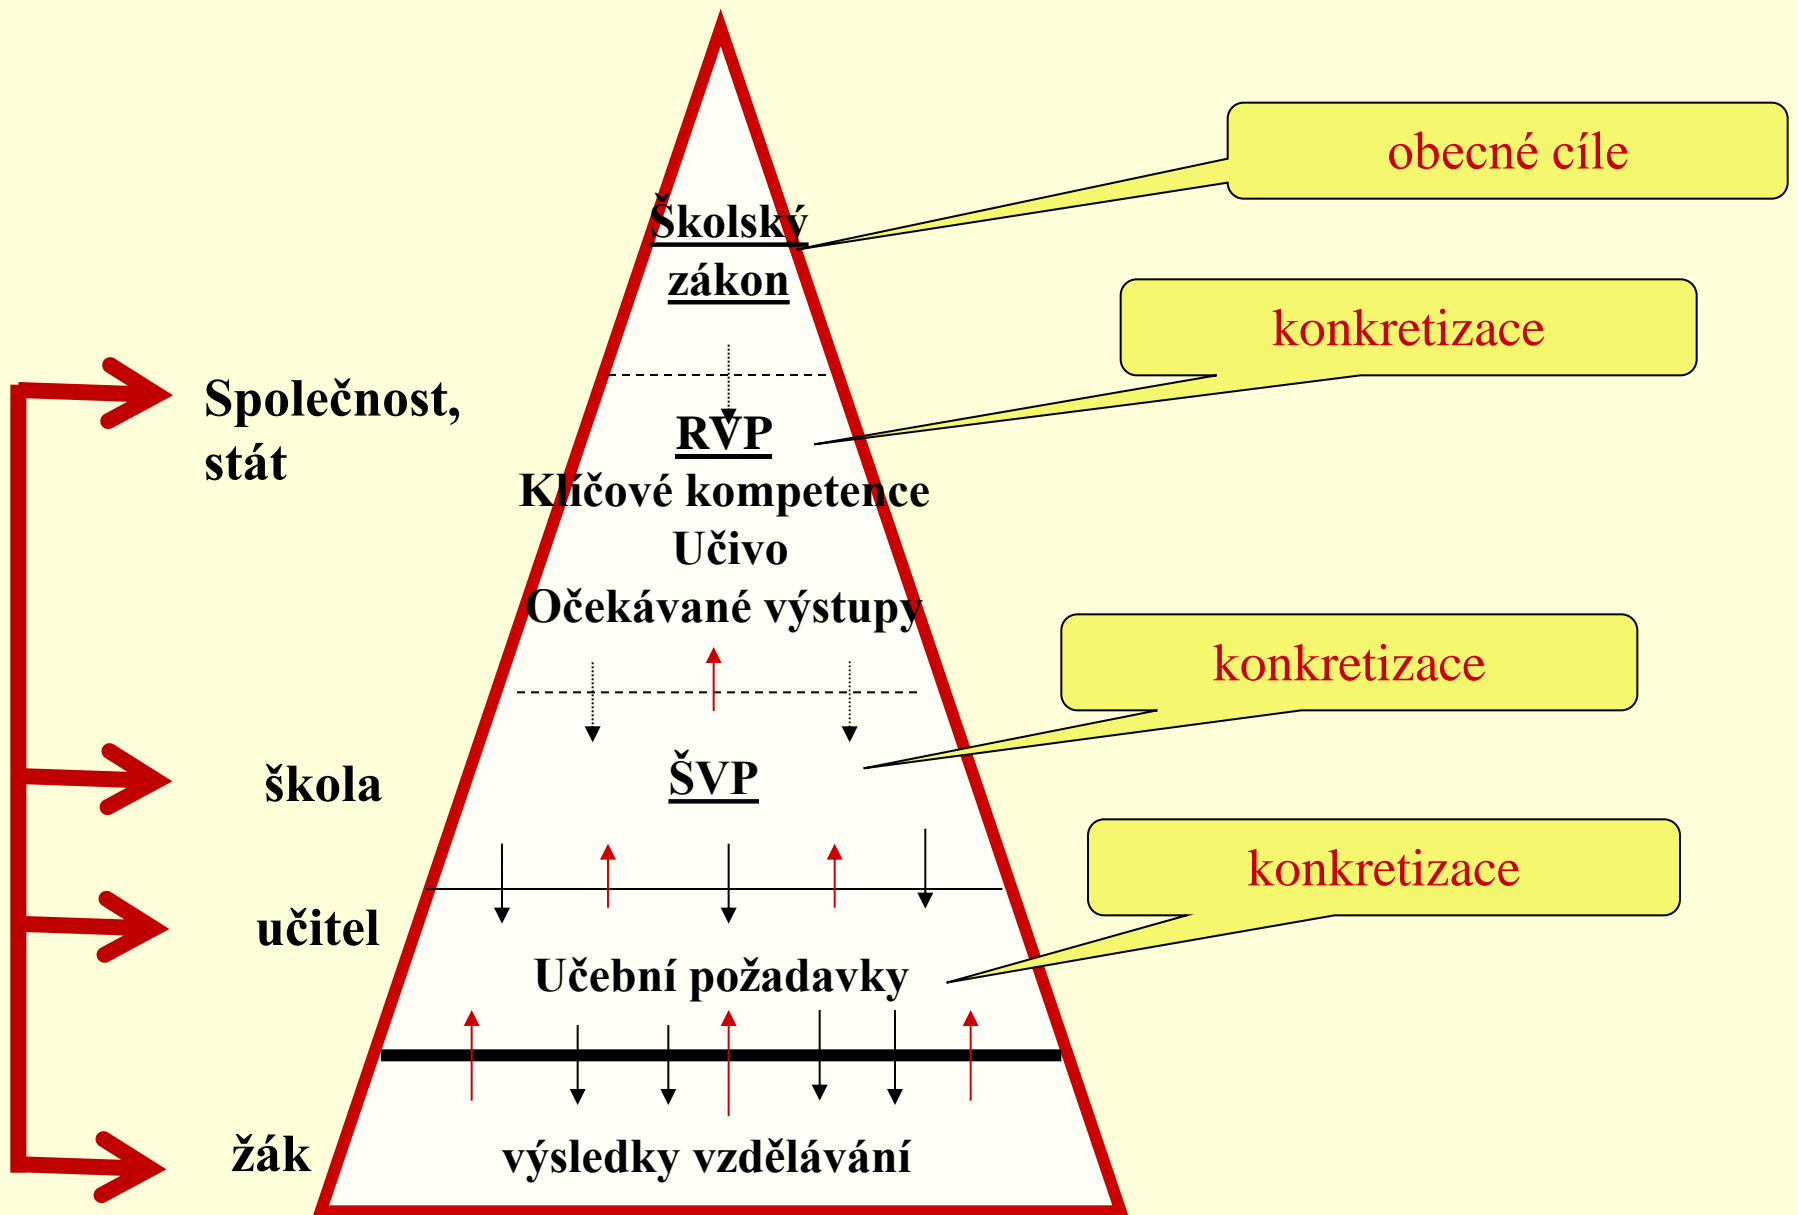 obecné cíle
Školský
zákon
konkretizace
Společnost,
stát
RVP
Klíčové kompetence
Učivo
Očekávané výstupy
konkretizace
škola
ŠVP
konkretizace
učitel
Učební požadavky
žák
výsledky vzdělávání